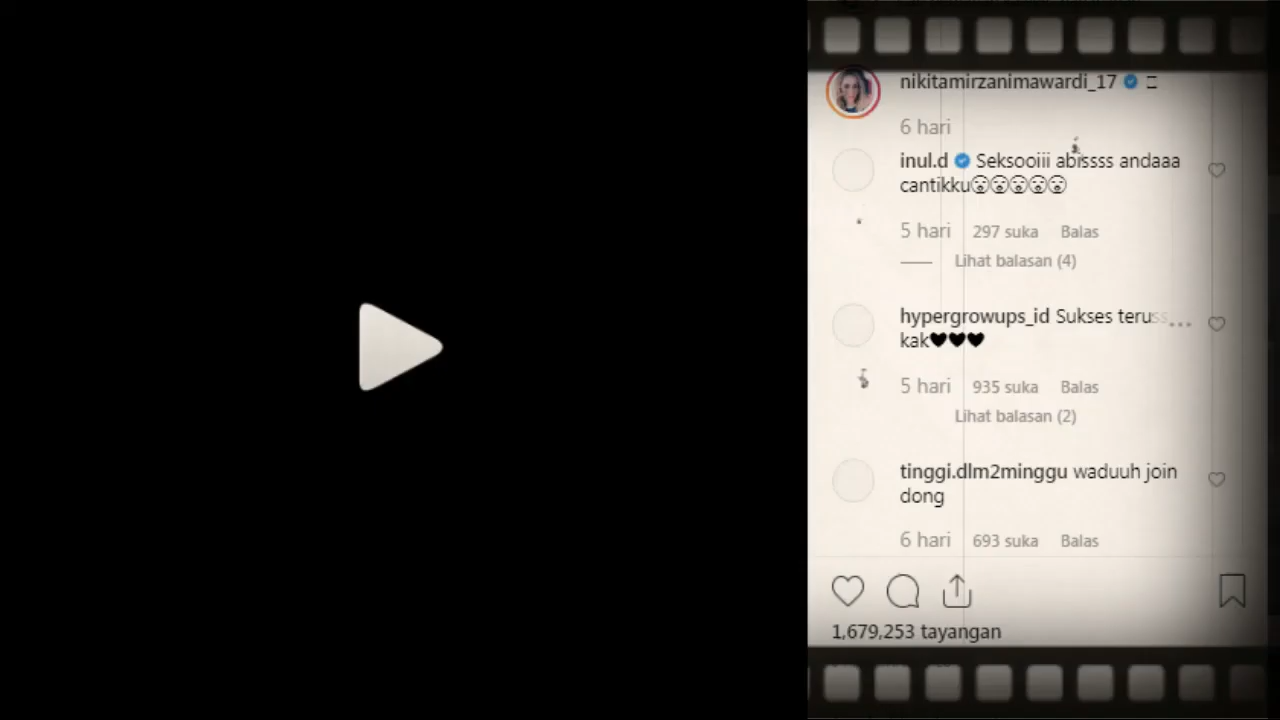 nikitamirzanimawardi_17
6 hari
inul.d Seksooiii abissss andaaa
cantikku😮😮😮😮😮
5 hari 297 suka Balas
Lihat balasan (4)
hypergrowups_id Sukses teruss
kak🖤🖤🖤
5 hari 935 suka Balas
Lihat balasan (2)
tinggi.dlm2minggu waduuh join
dong
6 hari 693 suka Balas
1,679,253 tayangan